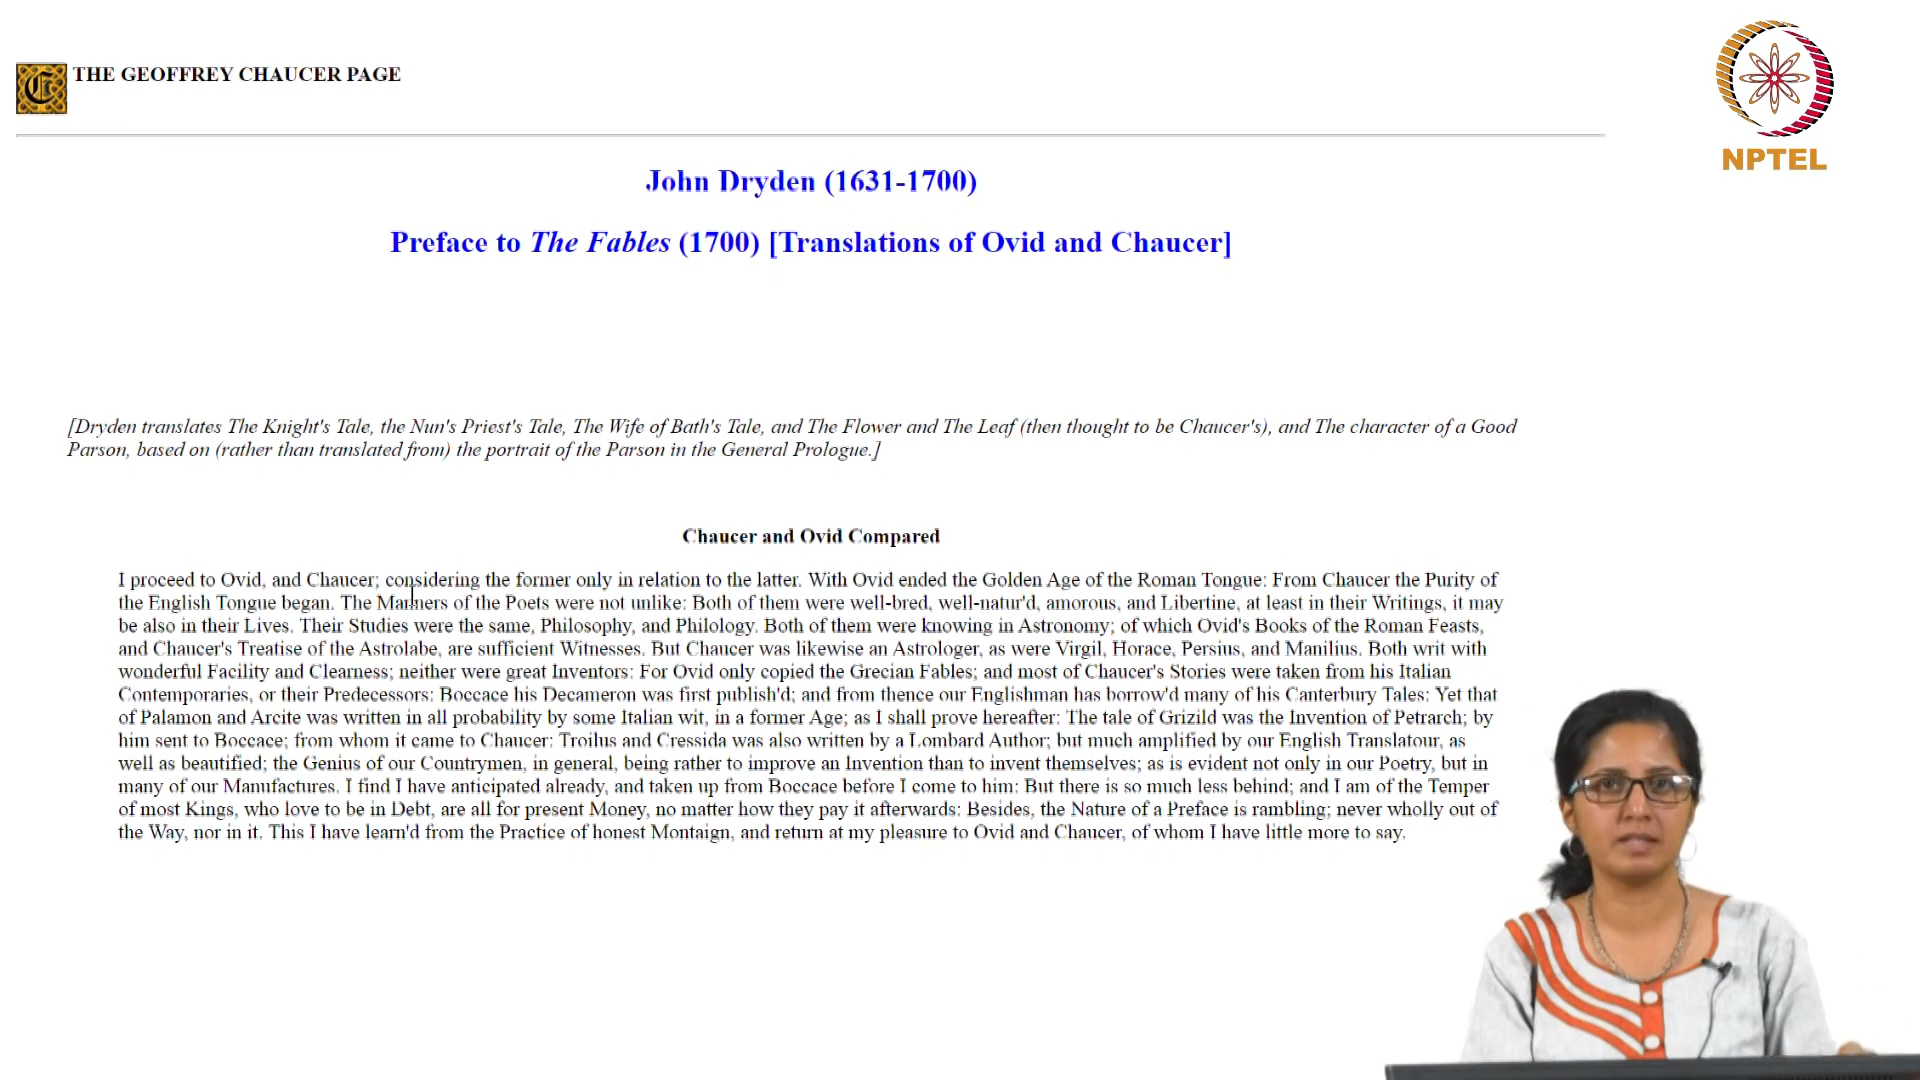 THE GEOFFREY CHAUCER PAGE
NPTEL
John Dryden (1631-1700)
Preface to The Fables (1700) [Translations of Ovid and Chaucer]
[Dryden translates The Knight's Tale, the Nun's Priest's Tale, The Wife of Bath's Tale, and The Flower and The Leaf (then thought to be Chaucer's), and The character of a Good
Parson, based on (rather than translated from) the portrait of the Parson in the General Prologue.]
Chaucer and Ovid Compared
I proceed to Ovid, and Chaucer; considering the former only in relation to the latter. With Ovid ended the Golden Age of the Roman Tongue: From Chaucer the Purity of
the English Tongue began. The Manners of the Poets were not unlike: Both of them were well-bred, well-natur'd, amorous, and Libertine, at least in their Writings, it may
be also in their Lives. Their Studies were the same, Philosophy, and Philology. Both of them were knowing in Astronomy; of which Ovid's Books of the Roman Feasts,
and Chaucer's Treatise of the Astrolabe, are sufficient Witnesses. But Chaucer was likewise an Astrologer, as were Virgil, Horace, Persius, and Manilius. Both writ with
wonderful Facility and Clearness; neither were great Inventors: For Ovid only copied the Grecian Fables; and most of Chaucer's Stories were taken from his Italian
Contemporaries, or their Predecessors: Boccace his Decameron was first publish'd; and from thence our Englishman has borrow'd many of his Canterbury Tales: Yet that
of Palamon and Arcite was written in all probability by some Italian wit, in a former Age; as I shall prove hereafter: The tale of Grizild was the Invention of Petrarch; by
him sent to Boccace; from whom it came to Chaucer: Troilus and Cressida was also written by a Lombard Author; but much amplified by our English Translatour, as
well as beautified; the Genius of our Countrymen, in general, being rather to improve an Invention than to invent themselves; as is evident not only in our Poetry, but in
many of our Manufactures. I find I have anticipated already, and taken up from Boccace before I come to him: But there is so much less behind; and I am of the Temper
of most Kings, who love to be in Debt, are all for present Money, no matter how they pay it afterwards: Besides, the Nature of a Preface is rambling; never wholly out of
the Way, nor in it. This I have learn'd from the Practice of honest Montaign, and return at my pleasure to Ovid and Chaucer, of whom I have little more to say.